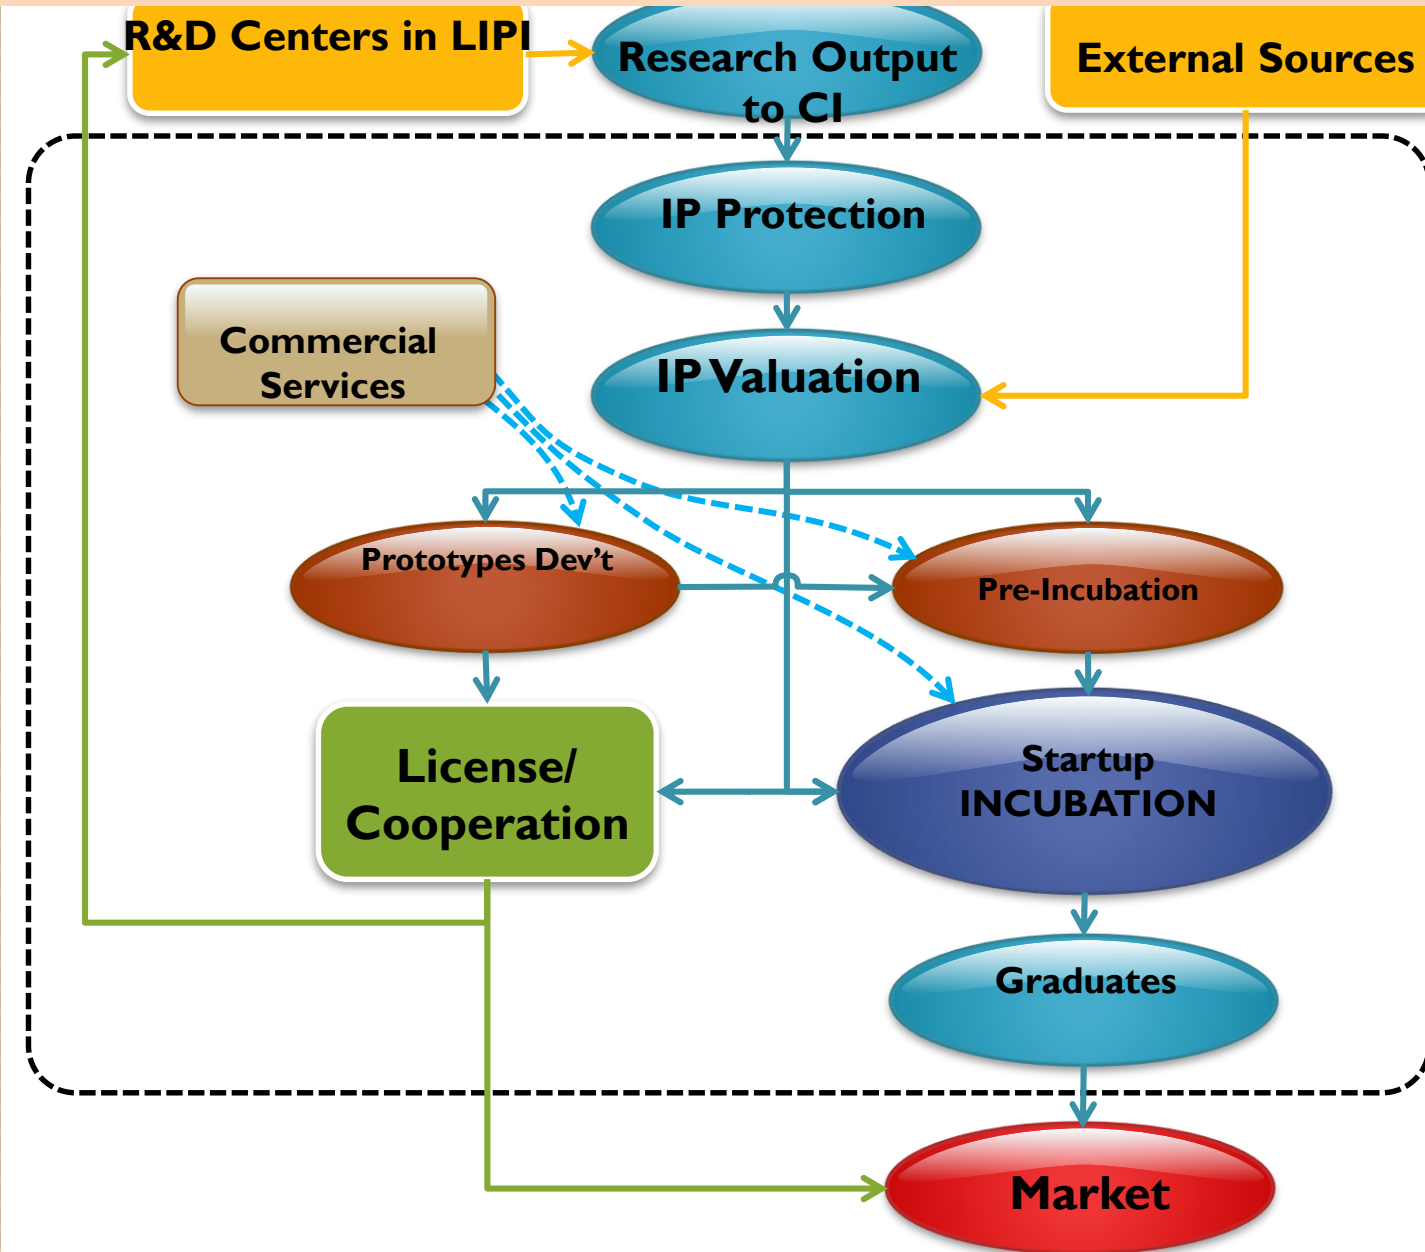 R&D Centers in LIPI
Research Output
to CI
External Sources
IP Protection
Commercial
Services
IP Valuation
Prototypes Dev’t
Pre-Incubation
License/
Cooperation
Startup
INCUBATION
Graduates
Market